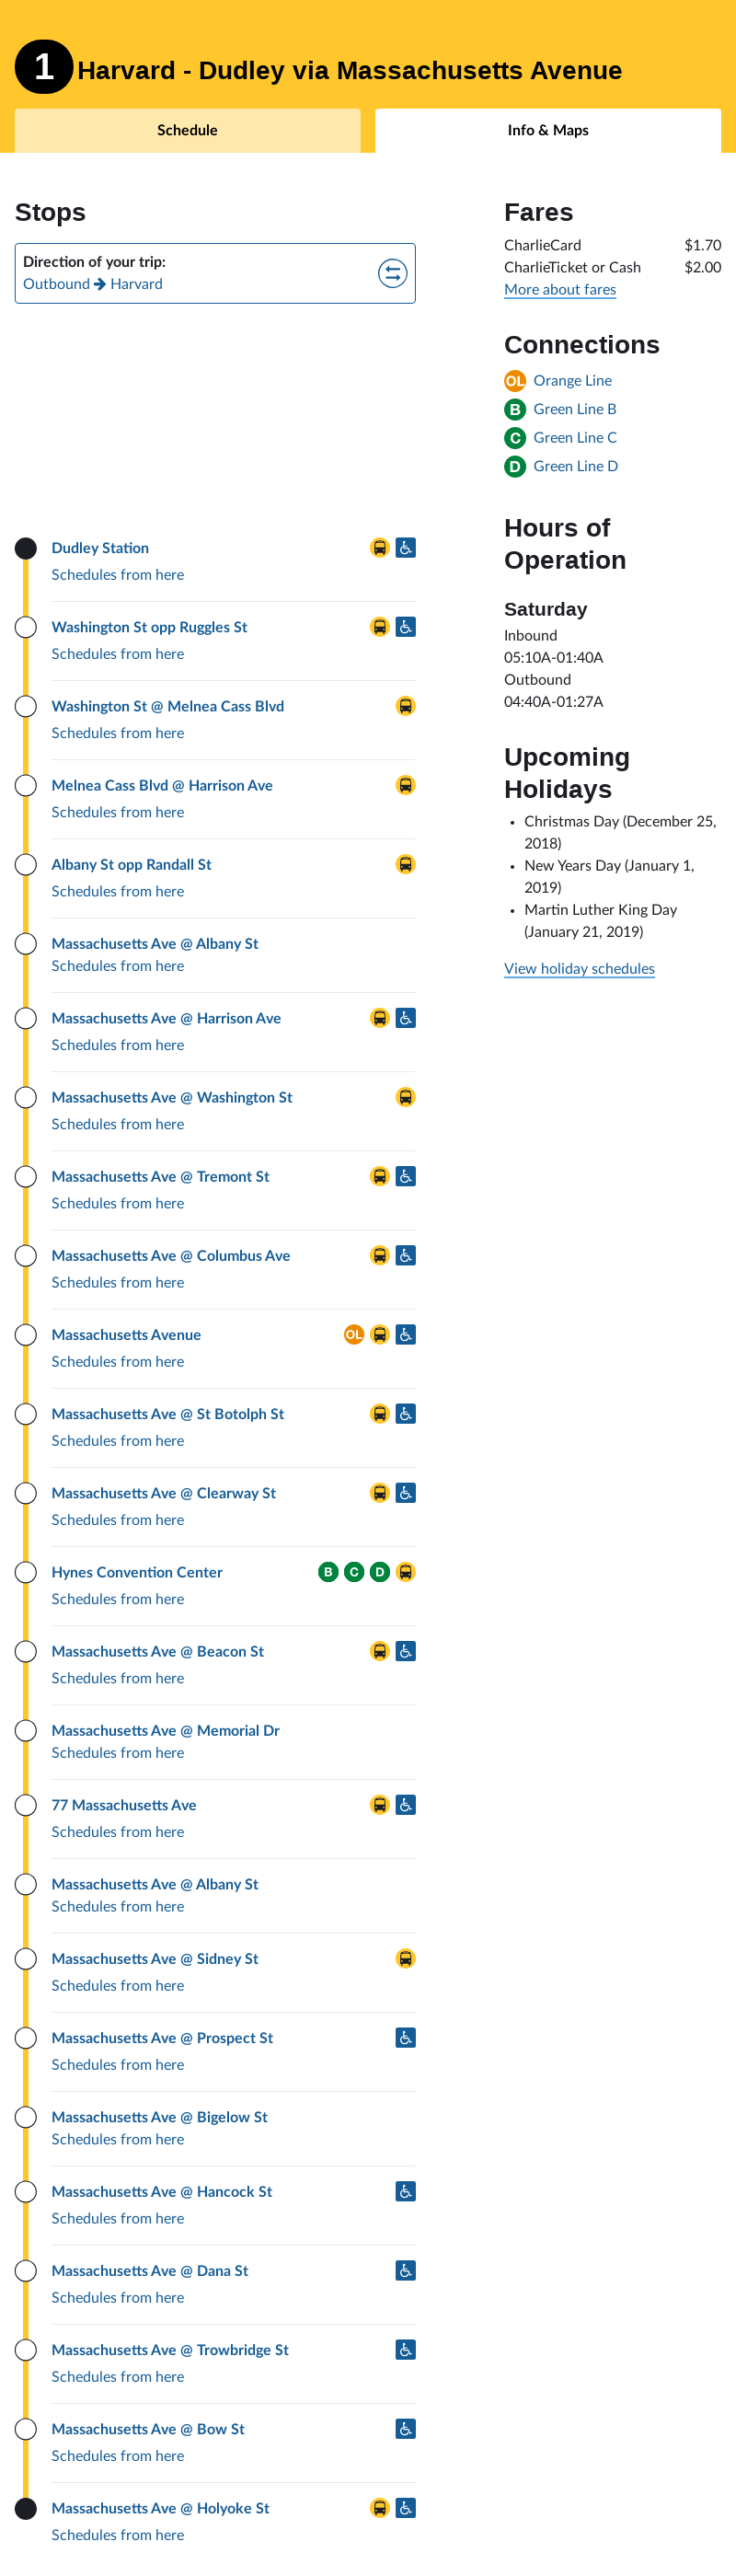 1 Harvard - Dudley via Massachusetts Avenue
Schedule
Info & Maps
Stops
Direction of your trip:
Outbound Harvard
Dudley Station
Schedules from here
Washington St opp Ruggles St
Schedules from here
Washington St @ Melnea Cass Blvd
Schedules from here
Melnea Cass Blvd @ Harrison Ave
Schedules from here
Albany St opp Randall St
Schedules from here
Massachusetts Ave @ Albany St
Schedules from here
Massachusetts Ave @ Harrison Ave
Schedules from here
Massachusetts Ave @ Washington St
Schedules from here
Massachusetts Ave @ Tremont St
Schedules from here
Massachusetts Ave @ Columbus Ave
Schedules from here
Massachusetts Avenue OL
Schedules from here
Massachusetts Ave @ St Botolph St
Schedules from here
Massachusetts Ave @ Clearway St
Schedules from here
Hynes Convention Center B C D
Schedules from here
Massachusetts Ave @ Beacon St
Schedules from here
Massachusetts Ave @ Memorial Dr
Schedules from here
77 Massachusetts Ave
Schedules from here
Massachusetts Ave @ Albany St
Schedules from here
Massachusetts Ave @ Sidney St
Schedules from here
Massachusetts Ave @ Prospect St
Schedules from here
Massachusetts Ave @ Bigelow St
Schedules from here
Massachusetts Ave @ Hancock St
Schedules from here
Massachusetts Ave @ Dana St
Schedules from here
Massachusetts Ave @ Trowbridge St
Schedules from here
Massachusetts Ave @ Bow St
Schedules from here
Massachusetts Ave @ Holyoke St
Schedules from here
Fares
CharlieCard $1.70
CharlieTicket or Cash $2.00
More about fares
Connections
OL Orange Line
B Green Line B
C Green Line C
D Green Line D
Hours of
Operation
Saturday
Inbound
05:10A-01:40A
Outbound
04:40A-01:27A
Upcoming
Holidays
Christmas Day (December 25,
2018)
New Years Day (January 1,
2019)
Martin Luther King Day
(January 21, 2019)
View holiday schedules